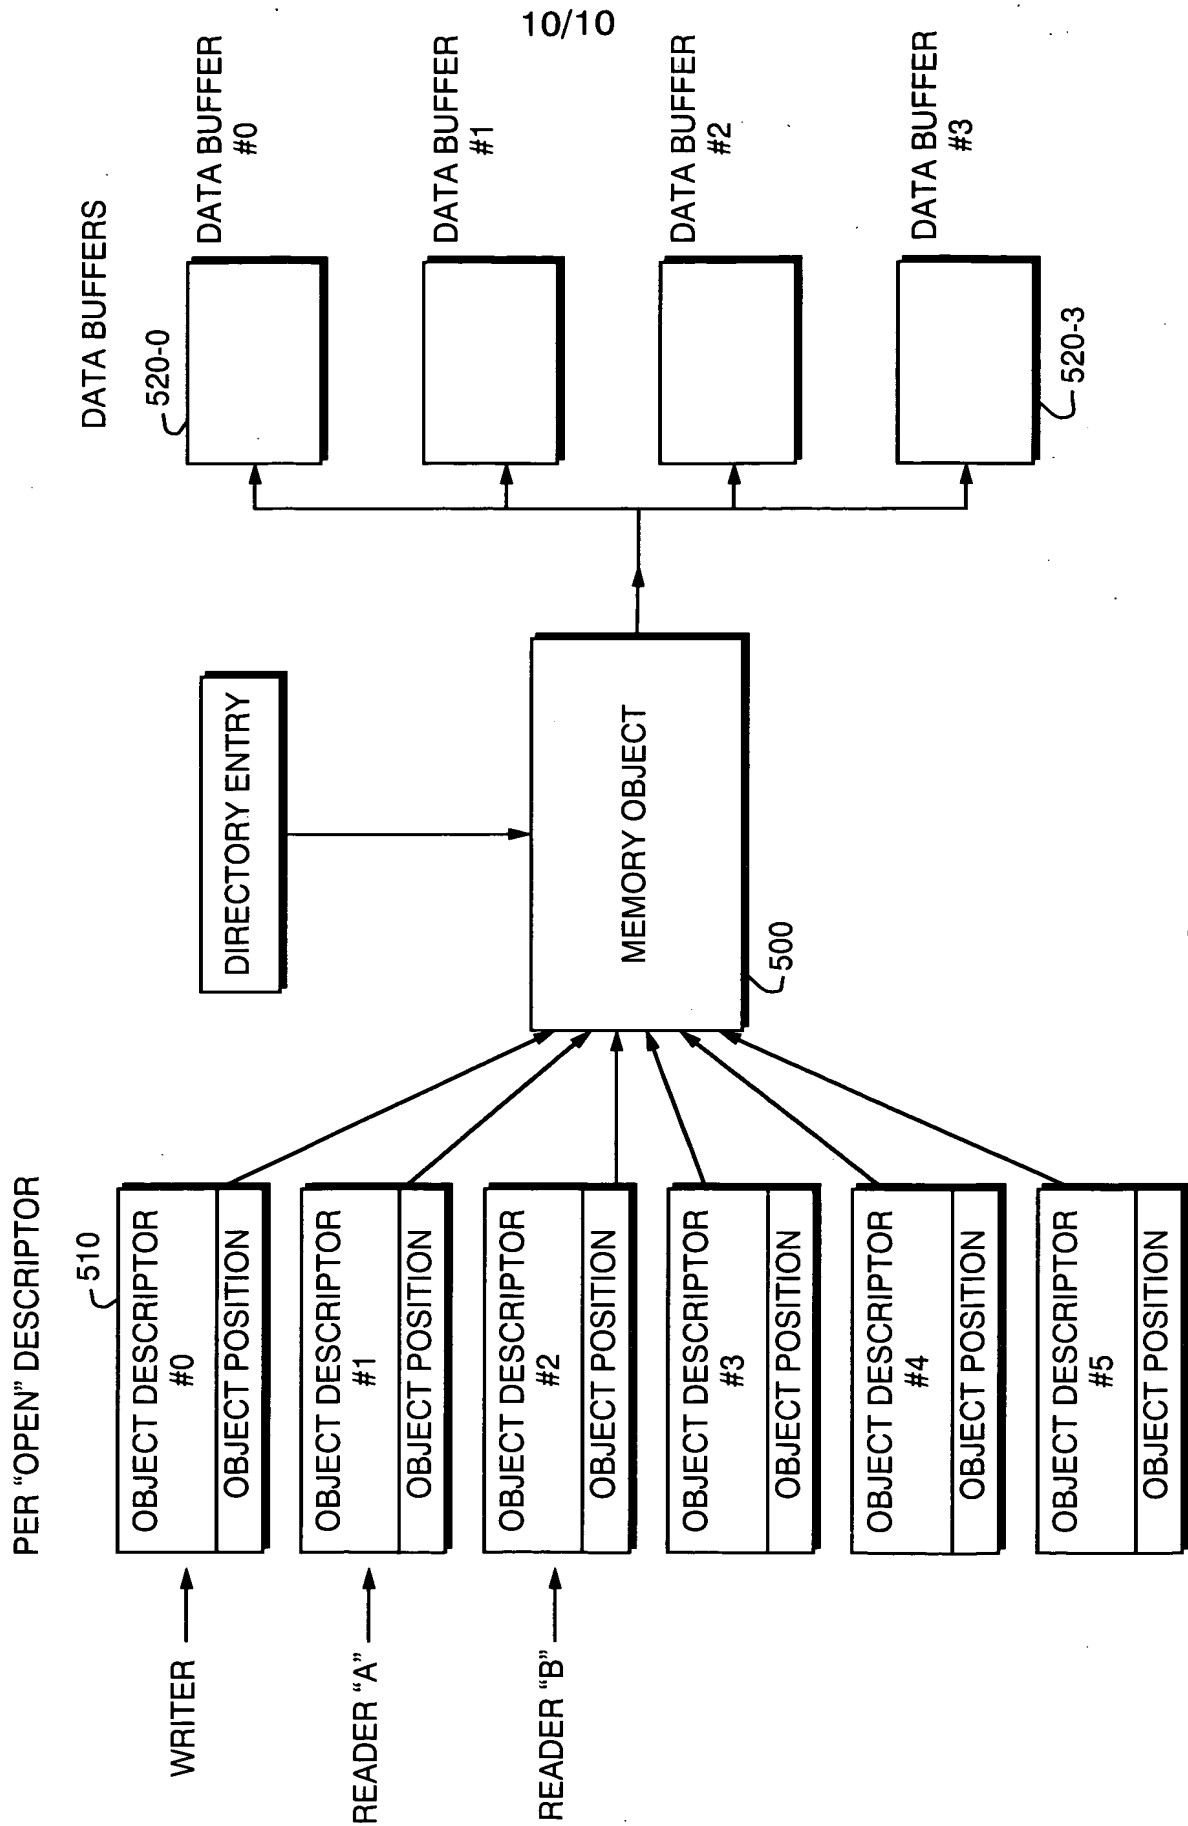 10/10
PER “OPEN” DESCRIPTOR
DATA BUFFERS
WRITER
510
OBJECT DESCRIPTOR
#0
OBJECT POSITION
READER “A”
OBJECT DESCRIPTOR
#1
OBJECT POSITION
READER “B”
OBJECT DESCRIPTOR
#2
OBJECT POSITION
OBJECT DESCRIPTOR
#3
OBJECT POSITION
OBJECT DESCRIPTOR
#4
OBJECT POSITION
OBJECT DESCRIPTOR
#5
OBJECT POSITION
DIRECTORY ENTRY
MEMORY OBJECT
500
520-0
DATA BUFFER
#0
DATA BUFFER
#1
DATA BUFFER
#2
DATA BUFFER
#3
520-3